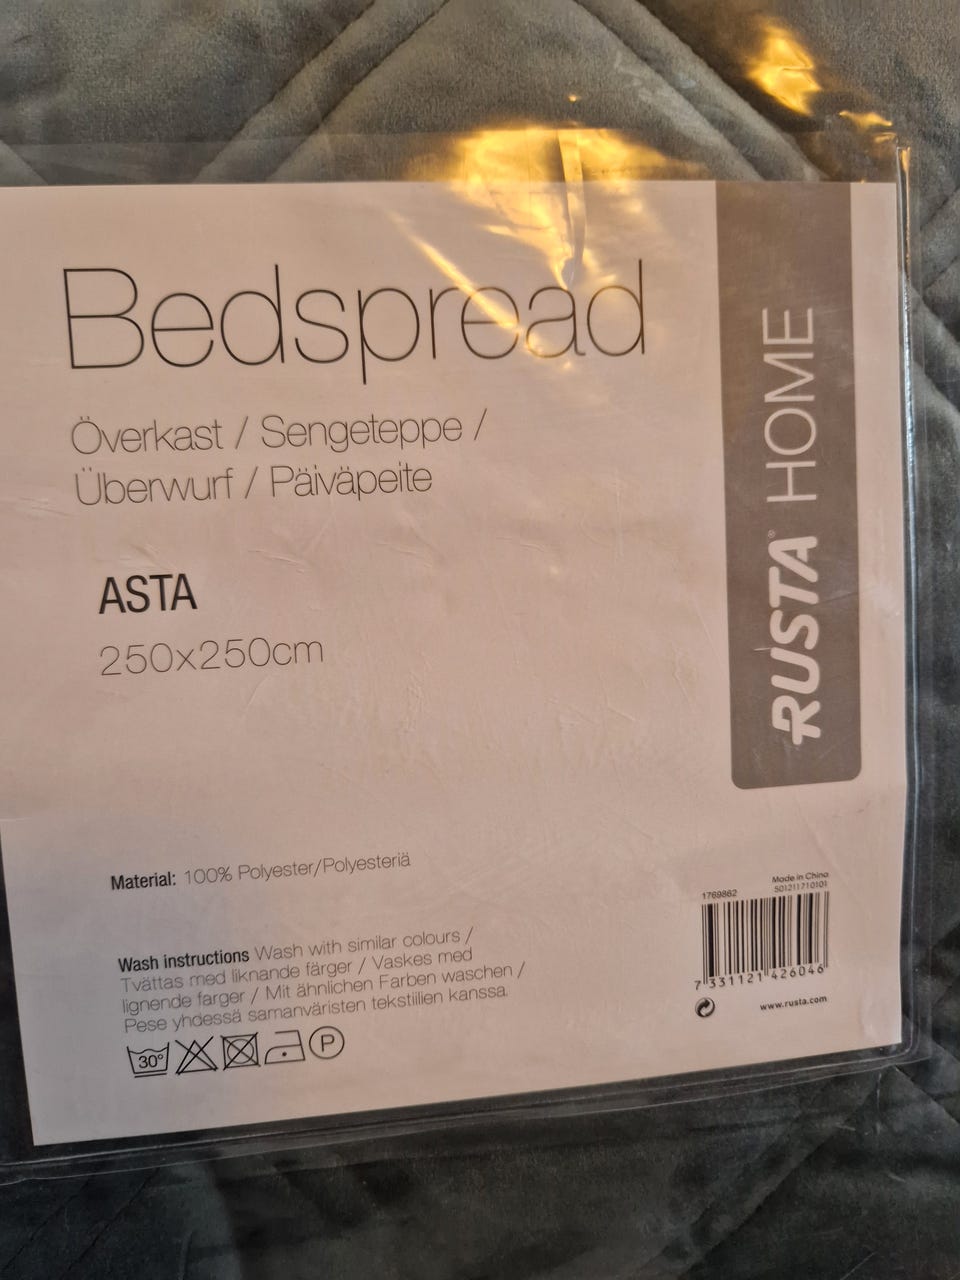 Bedspread
Överkast / Sengeteppe /
Überwurf / Päiväpeite
ASTA
250x250cm
RUSTA® HOME
Material: 100% Polyester/Polyesteriä
Wash instructions Wash with similar colours /
Tvättas med liknande färger / Vaskes med
lignende farger / Mit ähnlichen Farben waschen /
Pese yhdessä samanväristen tekstiilien kanssa.
30°
P
Made in China
1769862 501211710101
7 331121 426046
www.rusta.com